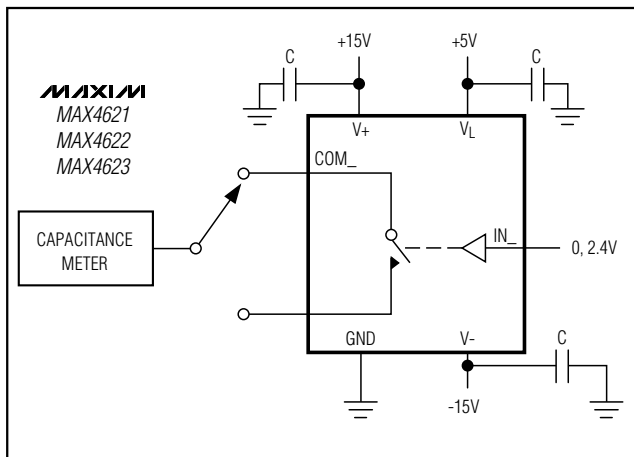 +15V
+5V
C
C
MAXIM
MAX4621
MAX4622
MAX4623
V+
VL
COM_
CAPACITANCE
METER
IN_
0, 2.4V
GND
V-
C
-15V